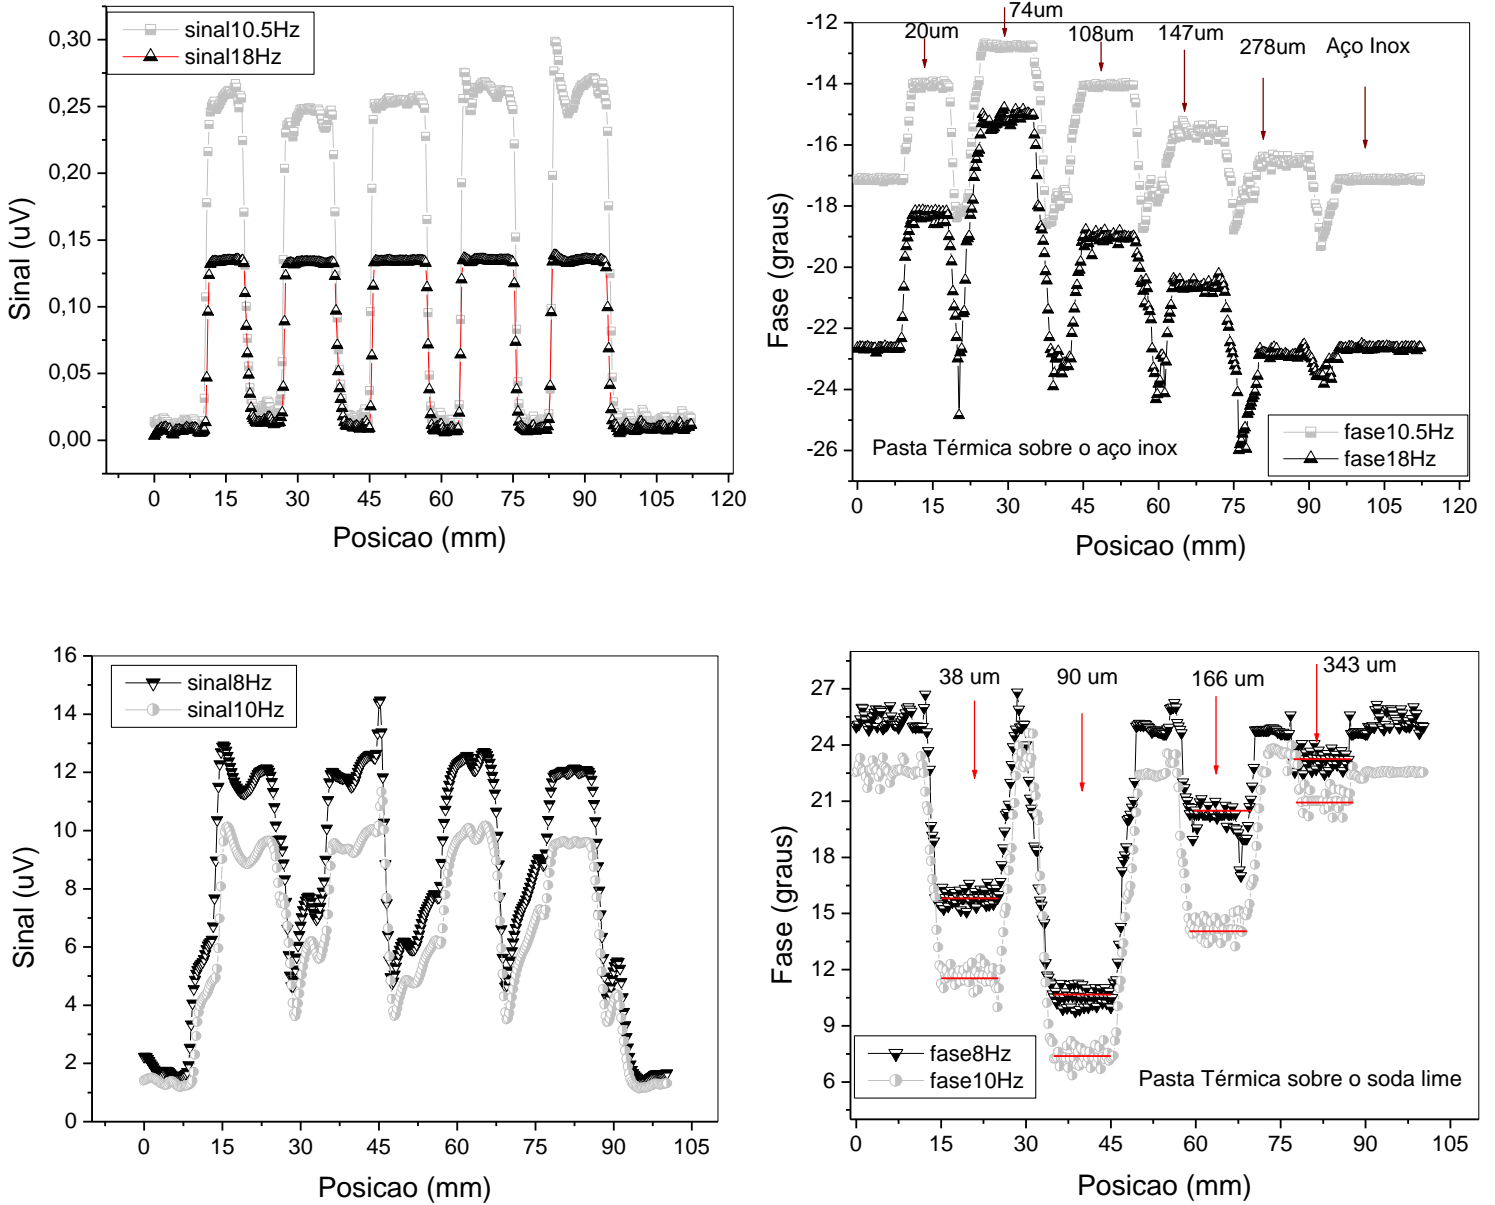 sinal10.5Hz
sinal18Hz
0,30
0,25
0,20
0,15
0,10
0,05
0,00
Sinal (uV)
0 15 30 45 60 75 90 105 120
Posicao (mm)
20um
74um
108um
147um
278um
Aço Inox
-12
-14
-16
-18
-20
-22
-24
-26
Fase (graus)
Pasta Térmica sobre o aço inox
fase10.5Hz
fase18Hz
0 15 30 45 60 75 90 105 120
Posicao (mm)
sinal8Hz
sinal10Hz
16
14
12
10
8
6
4
2
0
Sinal (uV)
0 15 30 45 60 75 90 105
Posicao (mm)
38 um
90 um
166 um
343 um
27
24
21
18
15
12
9
6
Fase (graus)
fase8Hz
fase10Hz
Pasta Térmica sobre o soda lime
0 15 30 45 60 75 90 105
Posicao (mm)